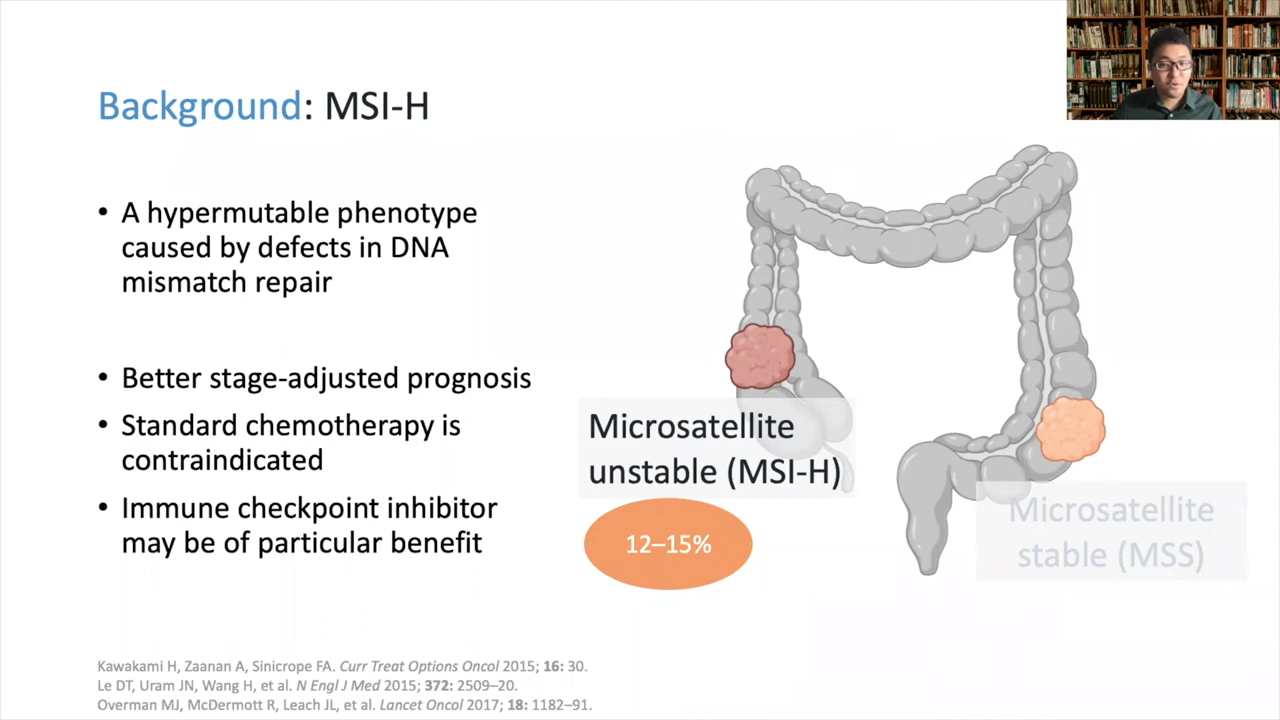 Background: MSI-H
• A hypermutable phenotype
caused by defects in DNA
mismatch repair
• Better stage-adjusted prognosis
• Standard chemotherapy is
contraindicated
• Immune checkpoint inhibitor
may be of particular benefit
Microsatellite
unstable (MSI-H)
12–15%
Microsatellite
stable (MSS)
Kawakami H, Zaanan A, Sinicrope FA. Curr Treat Options Oncol 2015; 16: 30.
Le DT, Uram JN, Wang H, et al. N Engl J Med 2015; 372: 2509–20.
Overman MJ, McDermott R, Leach JL, et al. Lancet Oncol 2017; 18: 1182–91.